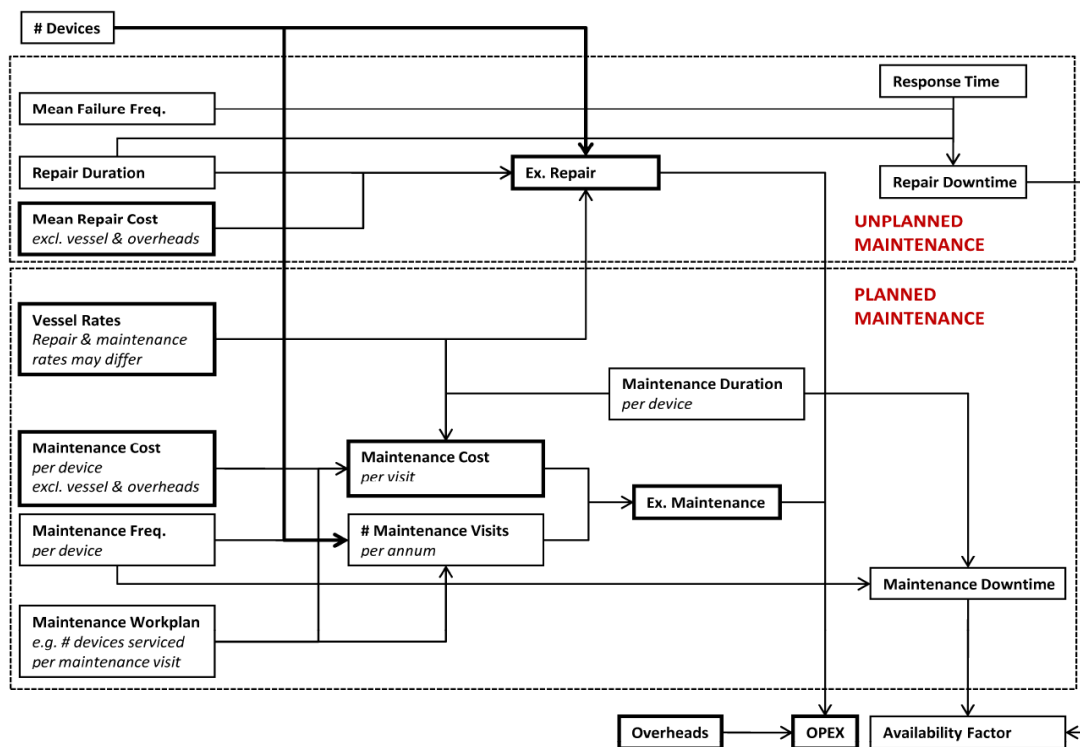 # Devices
Response Time
Mean Failure Freq.
Repair Duration
Ex. Repair
Repair Downtime
Mean Repair Cost
excl. vessel & overheads
UNPLANNED
MAINTENANCE
PLANNED
MAINTENANCE
Vessel Rates
Repair & maintenance
rates may differ
Maintenance Duration
per device
Maintenance Cost
per device
excl. vessel & overheads
Maintenance Cost
per visit
Ex. Maintenance
Maintenance Freq.
per device
# Maintenance Visits
per annum
Maintenance Downtime
Maintenance Workplan
e.g. # devices serviced
per maintenance visit
Overheads
OPEX
Availability Factor